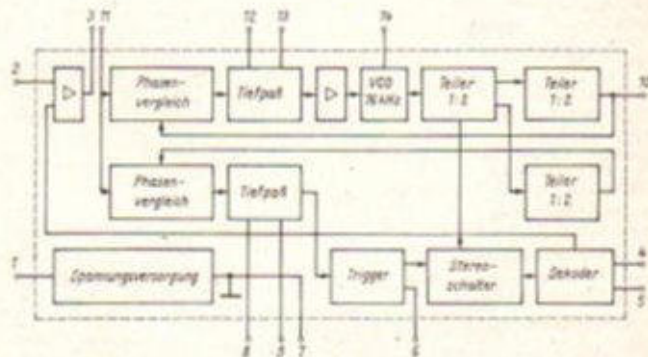 3 11 12 13 14
2
Phasen-
vergleich
Tiefpaß
VCO
76 kHz
Teiler
1:2
Teiler
1:2
10
Phasen-
vergleich
Tiefpaß
Teiler
1:2
1
Spannungsversorgung
Trigger
Stereo-
schalter
Dekoder
4
5
8
7
6